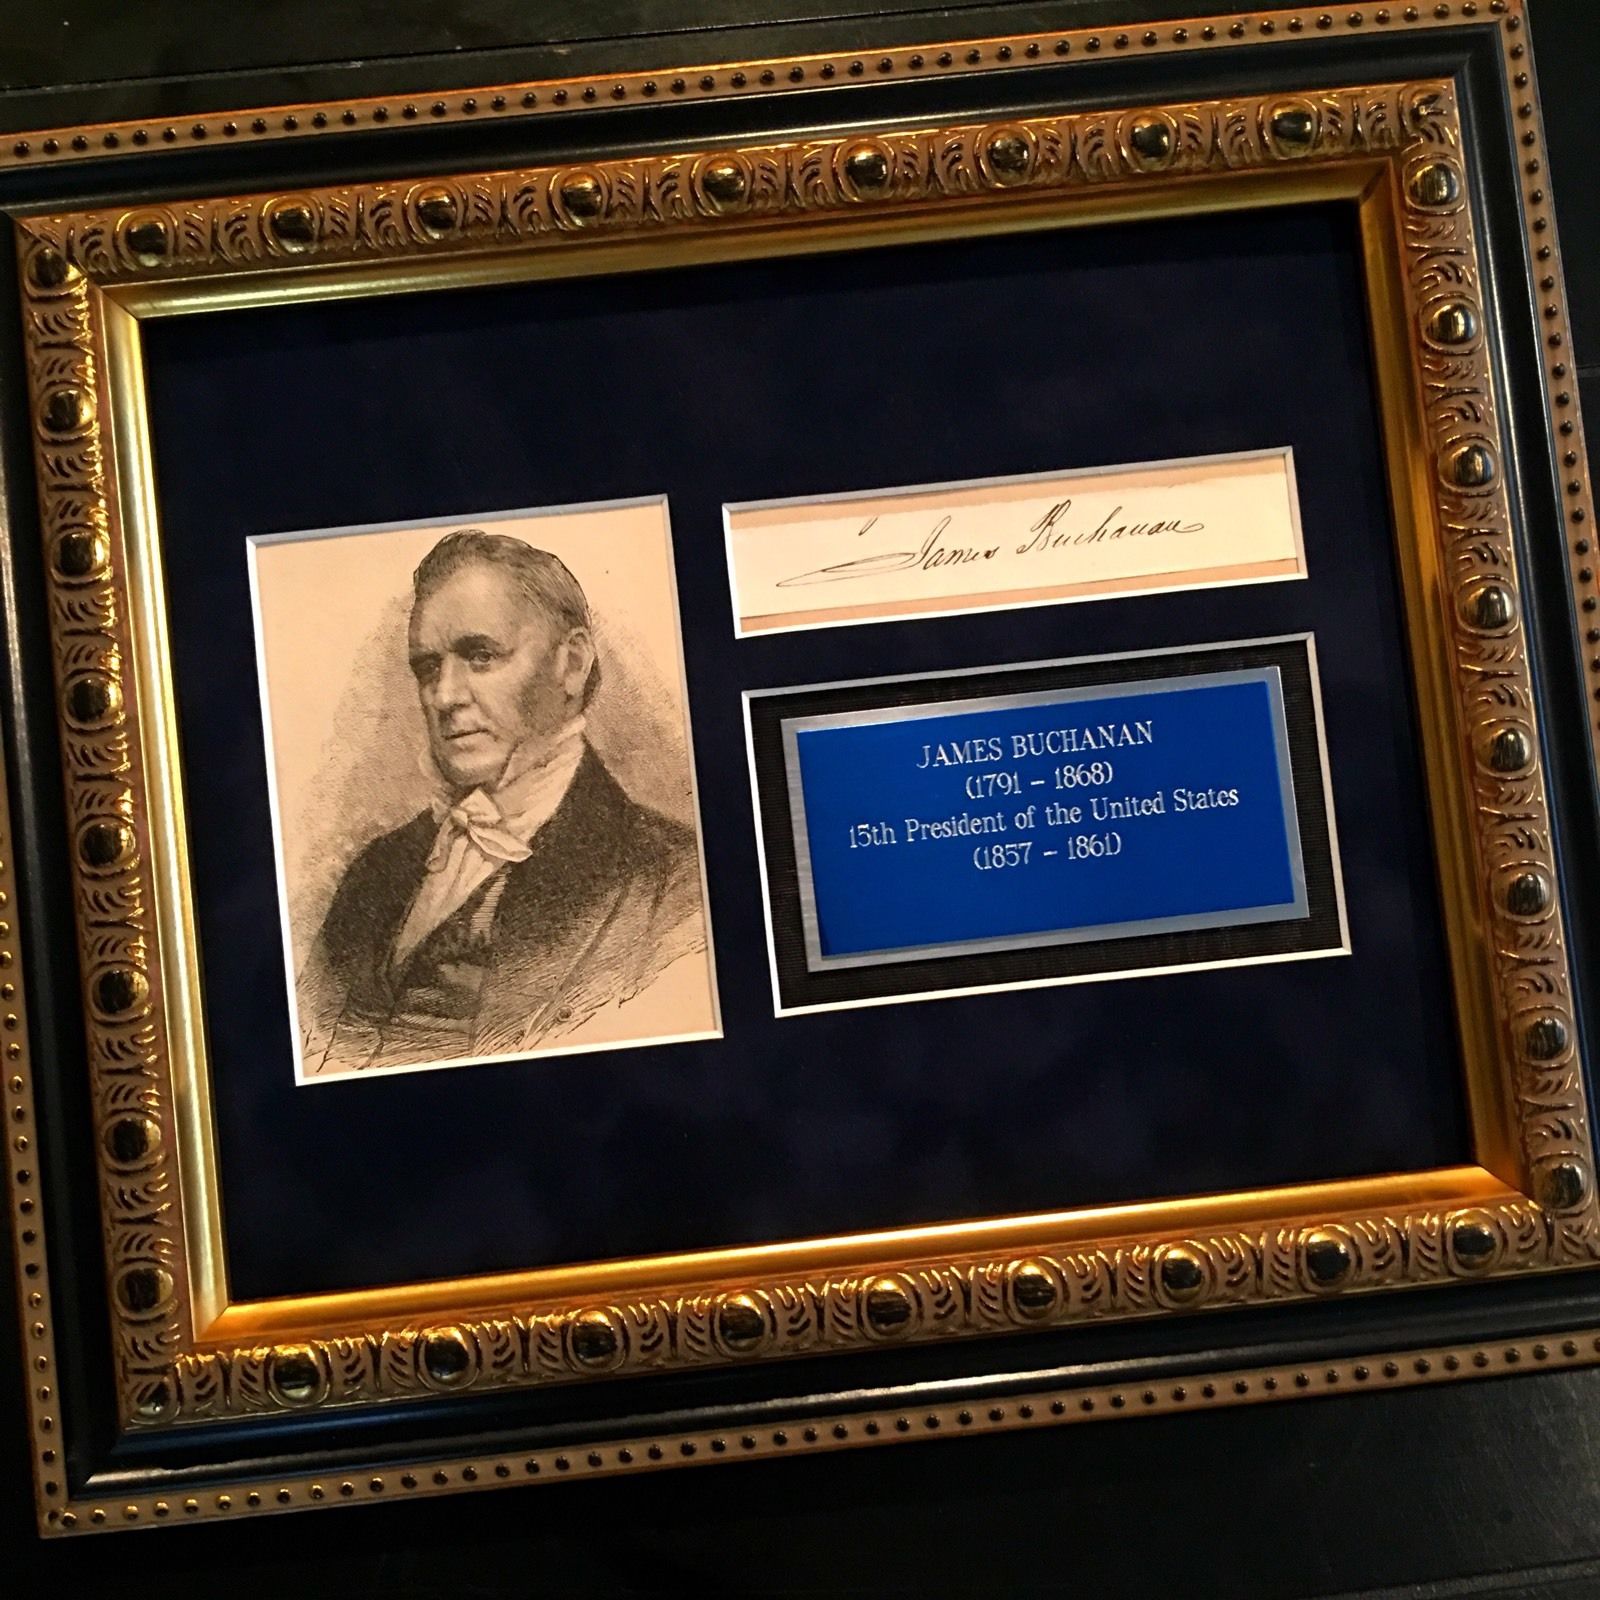 James Buchanan
JAMES BUCHANAN
(1791 - 1868)
15th President of the United States
(1857 - 1861)